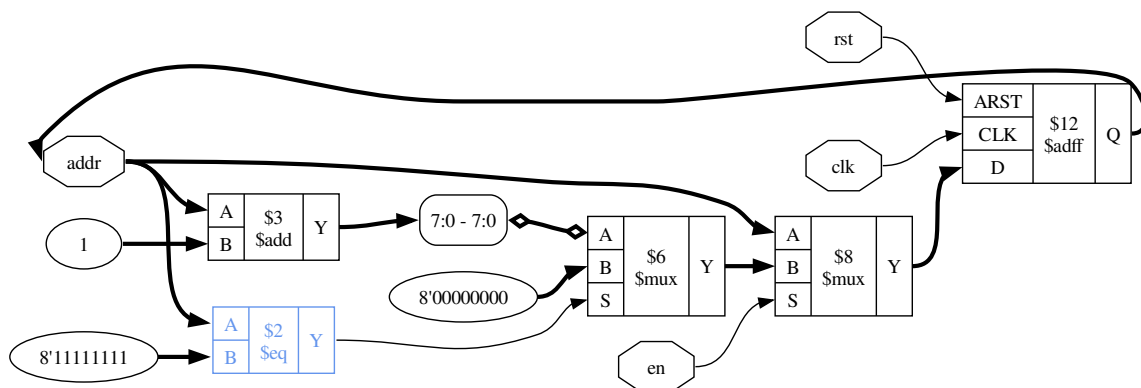 rst
ARST
CLK
D
$12
$adff
Q
addr
clk
A
B
$3
$add
Y
7:0 - 7:0
1
A
B
S
$6
$mux
Y
A
B
S
$8
$mux
Y
8'00000000
A
B
$2
$eq
Y
8'11111111
en